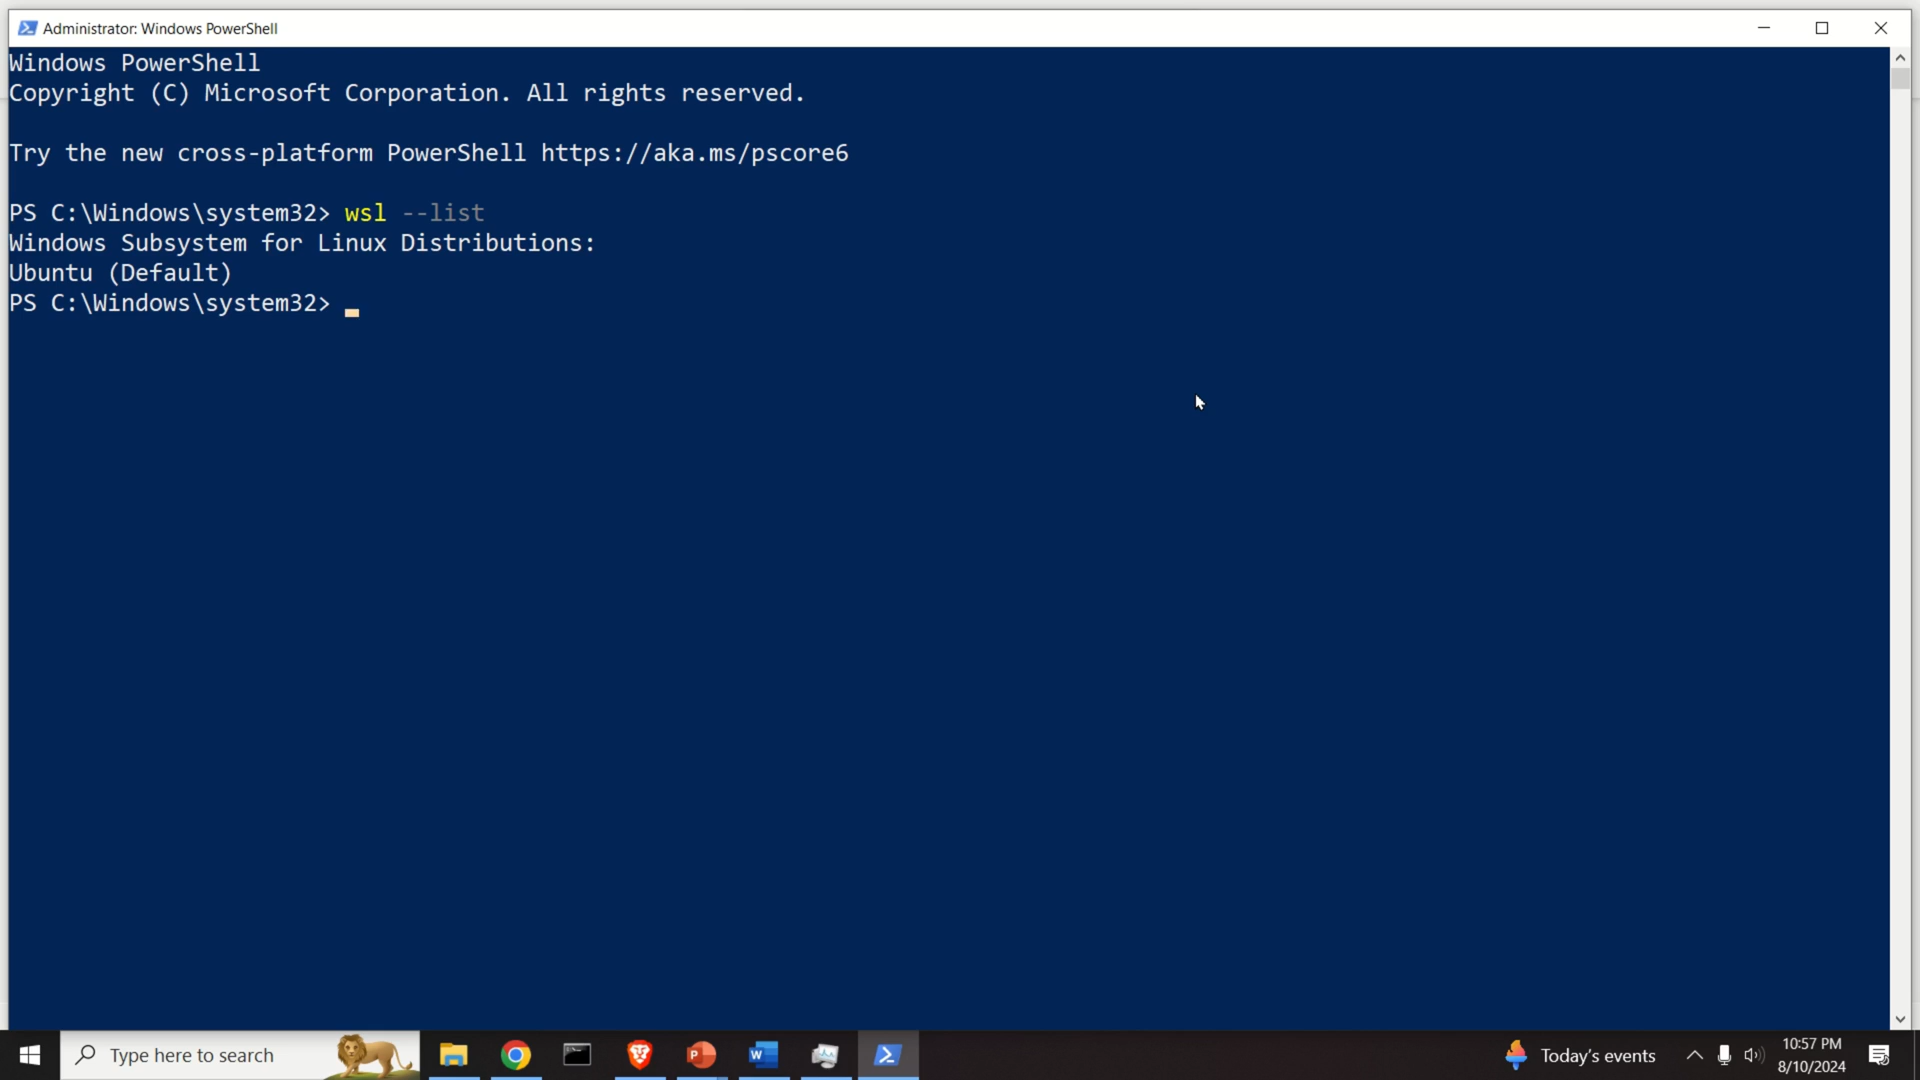 Administrator: Windows PowerShell
Windows PowerShell
Copyright (C) Microsoft Corporation. All rights reserved.
Try the new cross-platform PowerShell https://aka.ms/pscore6
PS C:\Windows\system32> wsl --list
Windows Subsystem for Linux Distributions:
Ubuntu (Default)
PS C:\Windows\system32>
Type here to search
P
W
Today's events
10:57 PM
8/10/2024